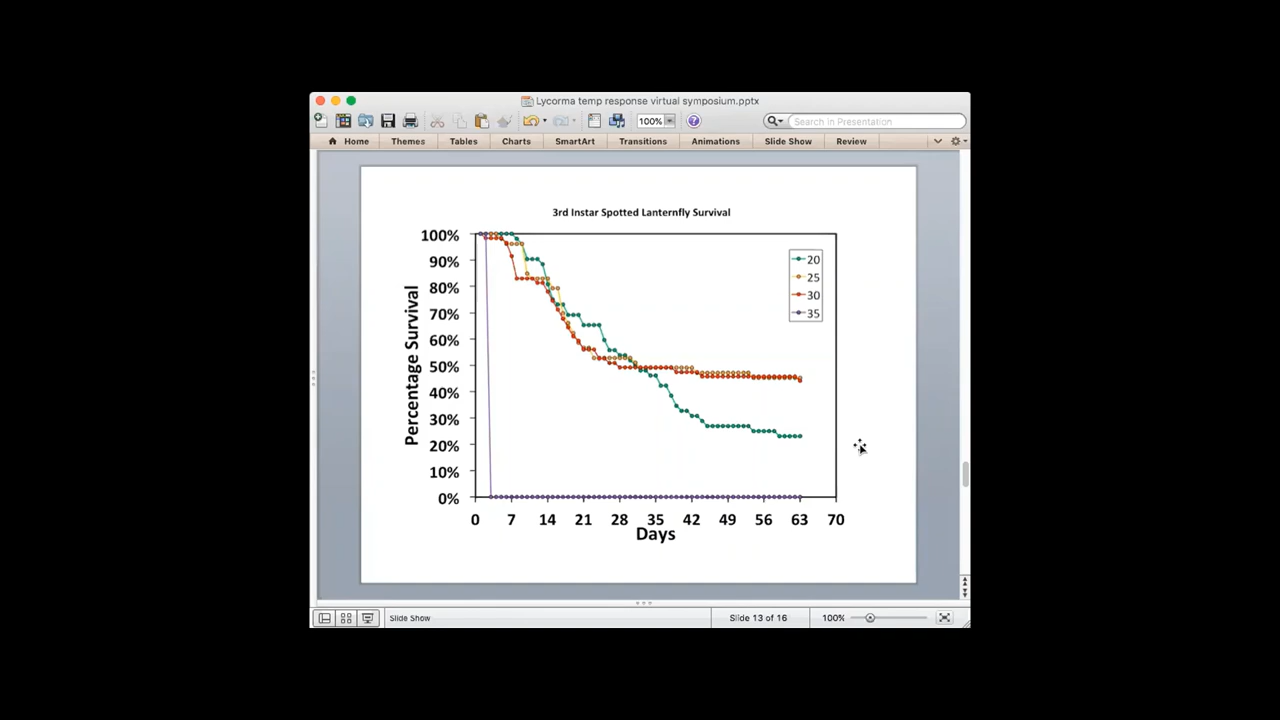 Lycorma temp response virtual symposium.pptx
100%
Search in Presentation
Home Themes Tables Charts SmartArt Transitions Animations Slide Show Review
3rd Instar Spotted Lanternfly Survival
100%
90%
80%
70%
60%
50%
40%
30%
20%
10%
0%
Percentage Survival
20
25
30
35
0 7 14 21 28 35 42 49 56 63 70
Days
Slide Show Slide 13 of 16 100%